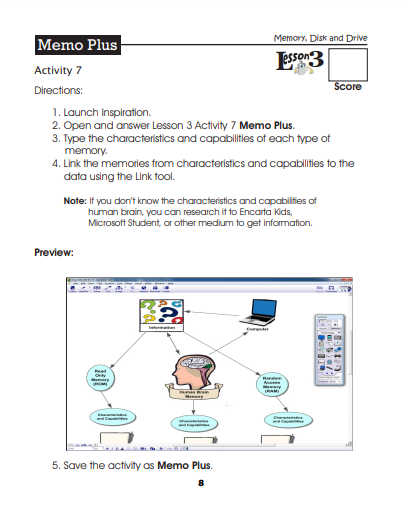 Memory, Disk and Drive
Memo Plus
Lesson 3
Activity 7
Score
Directions:
1. Launch Inspiration.
2. Open and answer Lesson 3 Activity 7 Memo Plus.
3. Type the characteristics and capabilities of each type of
memory.
4. Link the memories from characteristics and capabilities to the
data using the Link tool.
Note: If you don't know the characteristics and capabilities of
human brain, you can research it to Encarta Kids,
Microsoft Student, or other medium to get information.
Preview:
Information
Computer
Read
Only
Memory
(ROM)
Human Brain
Memory
Random
Access
Memory
(RAM)
Characteristics
and Capabilities
Characteristics
and Capabilities
Characteristics
and Capabilities
5. Save the activity as Memo Plus.
8